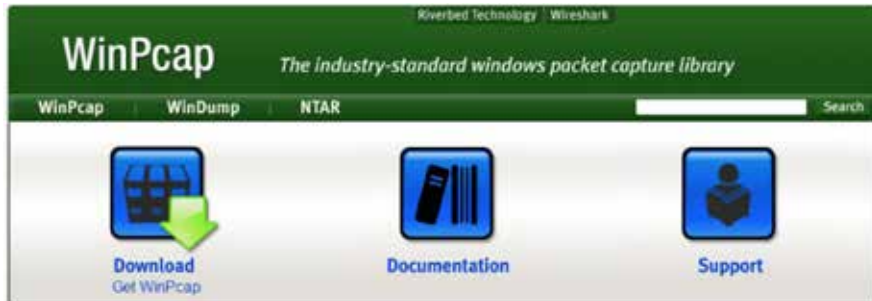 Riverbed Technology Wireshark
WinPcap The industry-standard windows packet capture library
WinPcap WinDump NTAR Search
Download Documentation Support
Get WinPcap